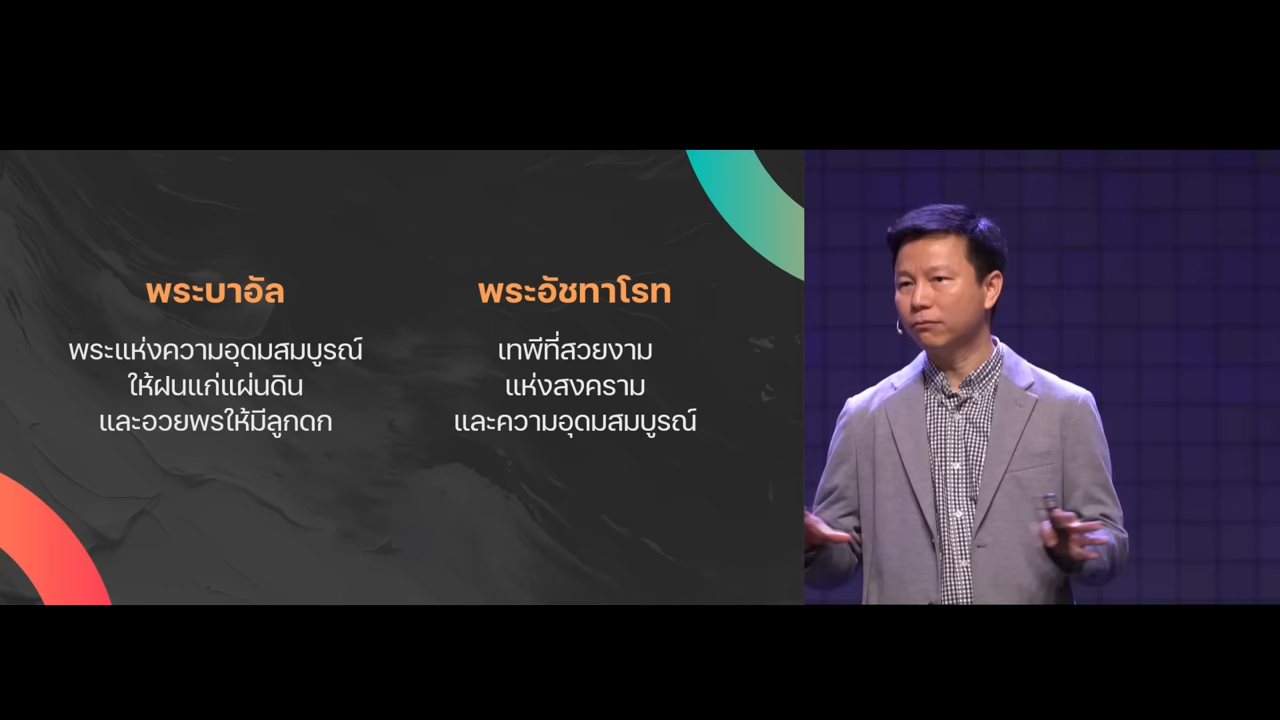 พระบาอัล
พระแห่งความอุดมสมบูรณ์
ให้ฝนแก่แผ่นดิน
และอวยพรให้มีลูกดก
พระอัชทาโรท
เทพีที่สวยงาม
แห่งสงคราม
และความอุดมสมบูรณ์